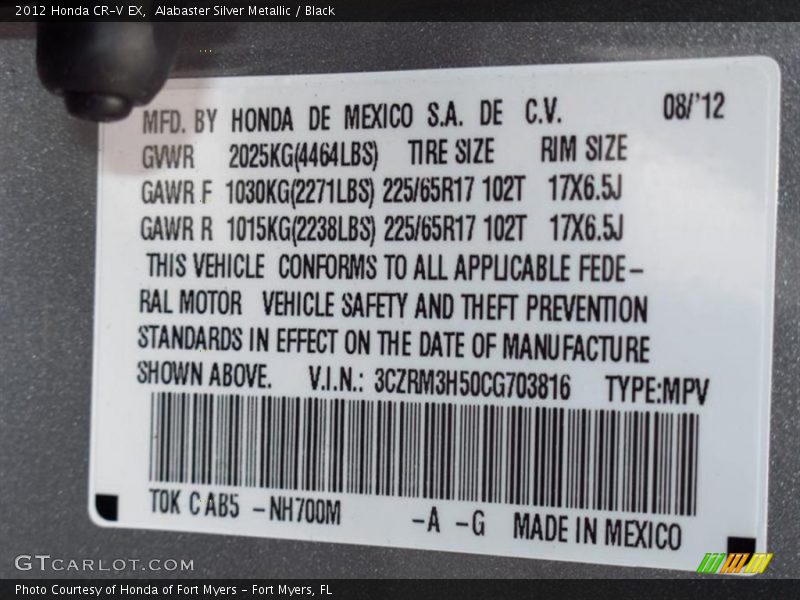 2012 Honda CR-V EX,  Alabaster Silver Metallic / Black
MFD. BY HONDA DE MEXICO S.A. DE C.V. 08/'12
GVWR 2025KG(4464LBS) TIRE SIZE RIM SIZE
GAWR F 1030KG(2271LBS) 225/65R17 102T 17X6.5J
GAWR R 1015KG(2238LBS) 225/65R17 102T 17X6.5J
THIS VEHICLE CONFORMS TO ALL APPLICABLE FEDE-
RAL MOTOR VEHICLE SAFETY AND THEFT PREVENTION
STANDARDS IN EFFECT ON THE DATE OF MANUFACTURE
SHOWN ABOVE. V.I.N.: 3CZRM3H50CG703816 TYPE:MPV
TOK C AB5 -NH700M -A -G MADE IN MEXICO
GTCARLOT.COM
Photo Courtesy of Honda of Fort Myers - Fort Myers, FL